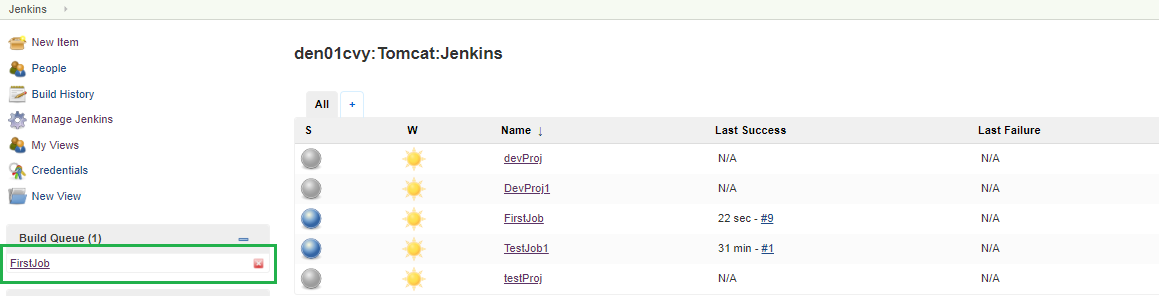 Jenkins
New Item
People
Build History
Manage Jenkins
My Views
Credentials
New View
Build Queue (1)
FirstJob
den01cvy:Tomcat:Jenkins
All +
S W Name ↓ Last Success Last Failure
devProj N/A N/A
DevProj1 N/A N/A
FirstJob 22 sec - #9 N/A
TestJob1 31 min - #1 N/A
testProj N/A N/A